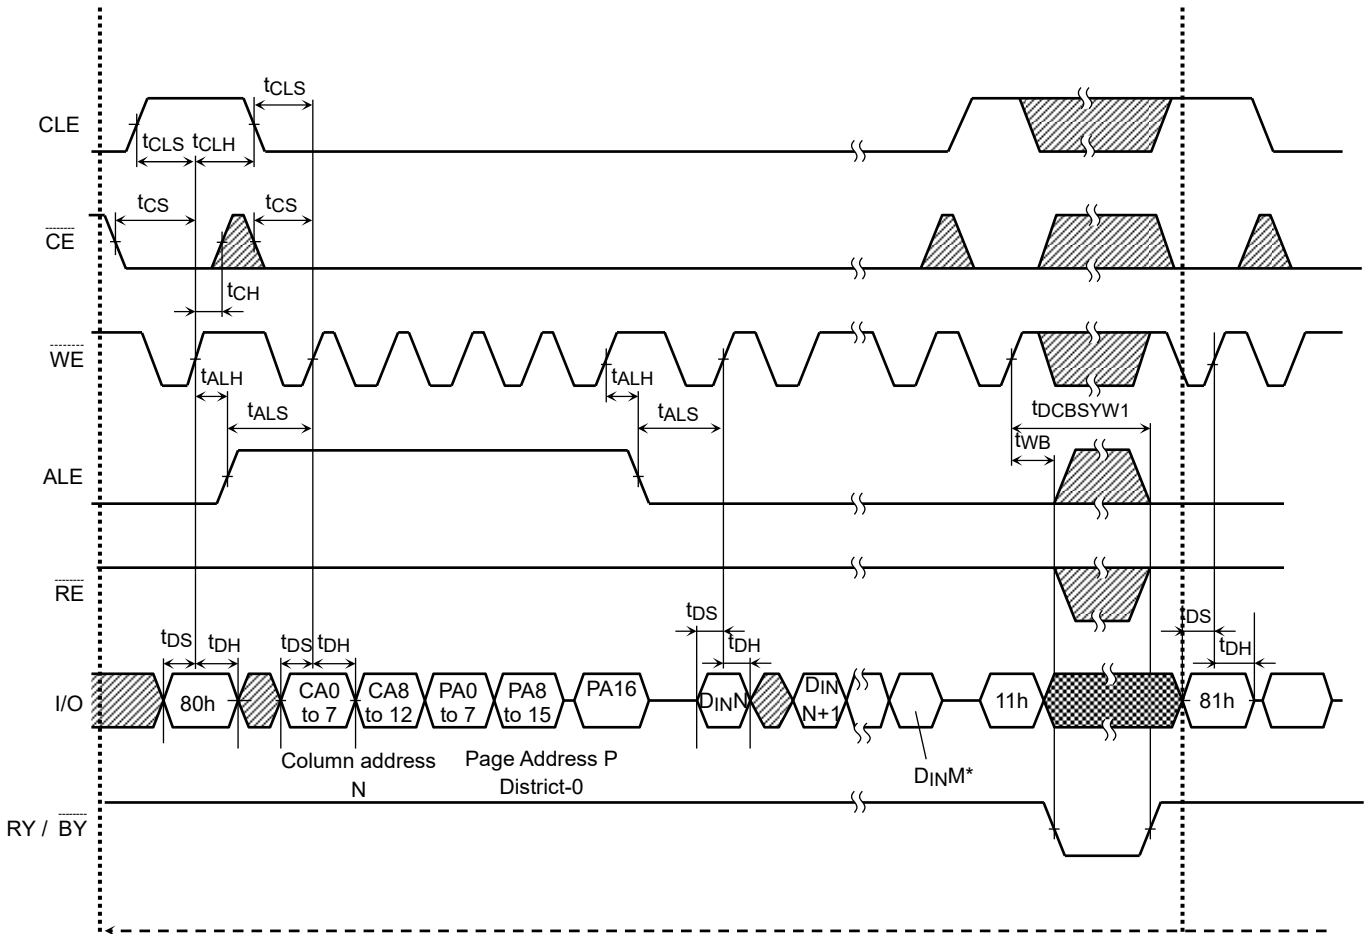 tCLS
CLE
tCLS tCLH
tCS tCS
CE
tCH
WE
tALH tALH
tALS tALS
tDCBSYW1
tWB
ALE
RE
tDS tDH tDS tDH tDS tDH tDS tDH
I/O
80h
CA0 to 7
CA8 to 12
PA0 to 7
PA8 to 15
PA16
DINN
DIN N+1
11h
81h
Column address
N
Page Address P
District-0
DINM*
RY / BY